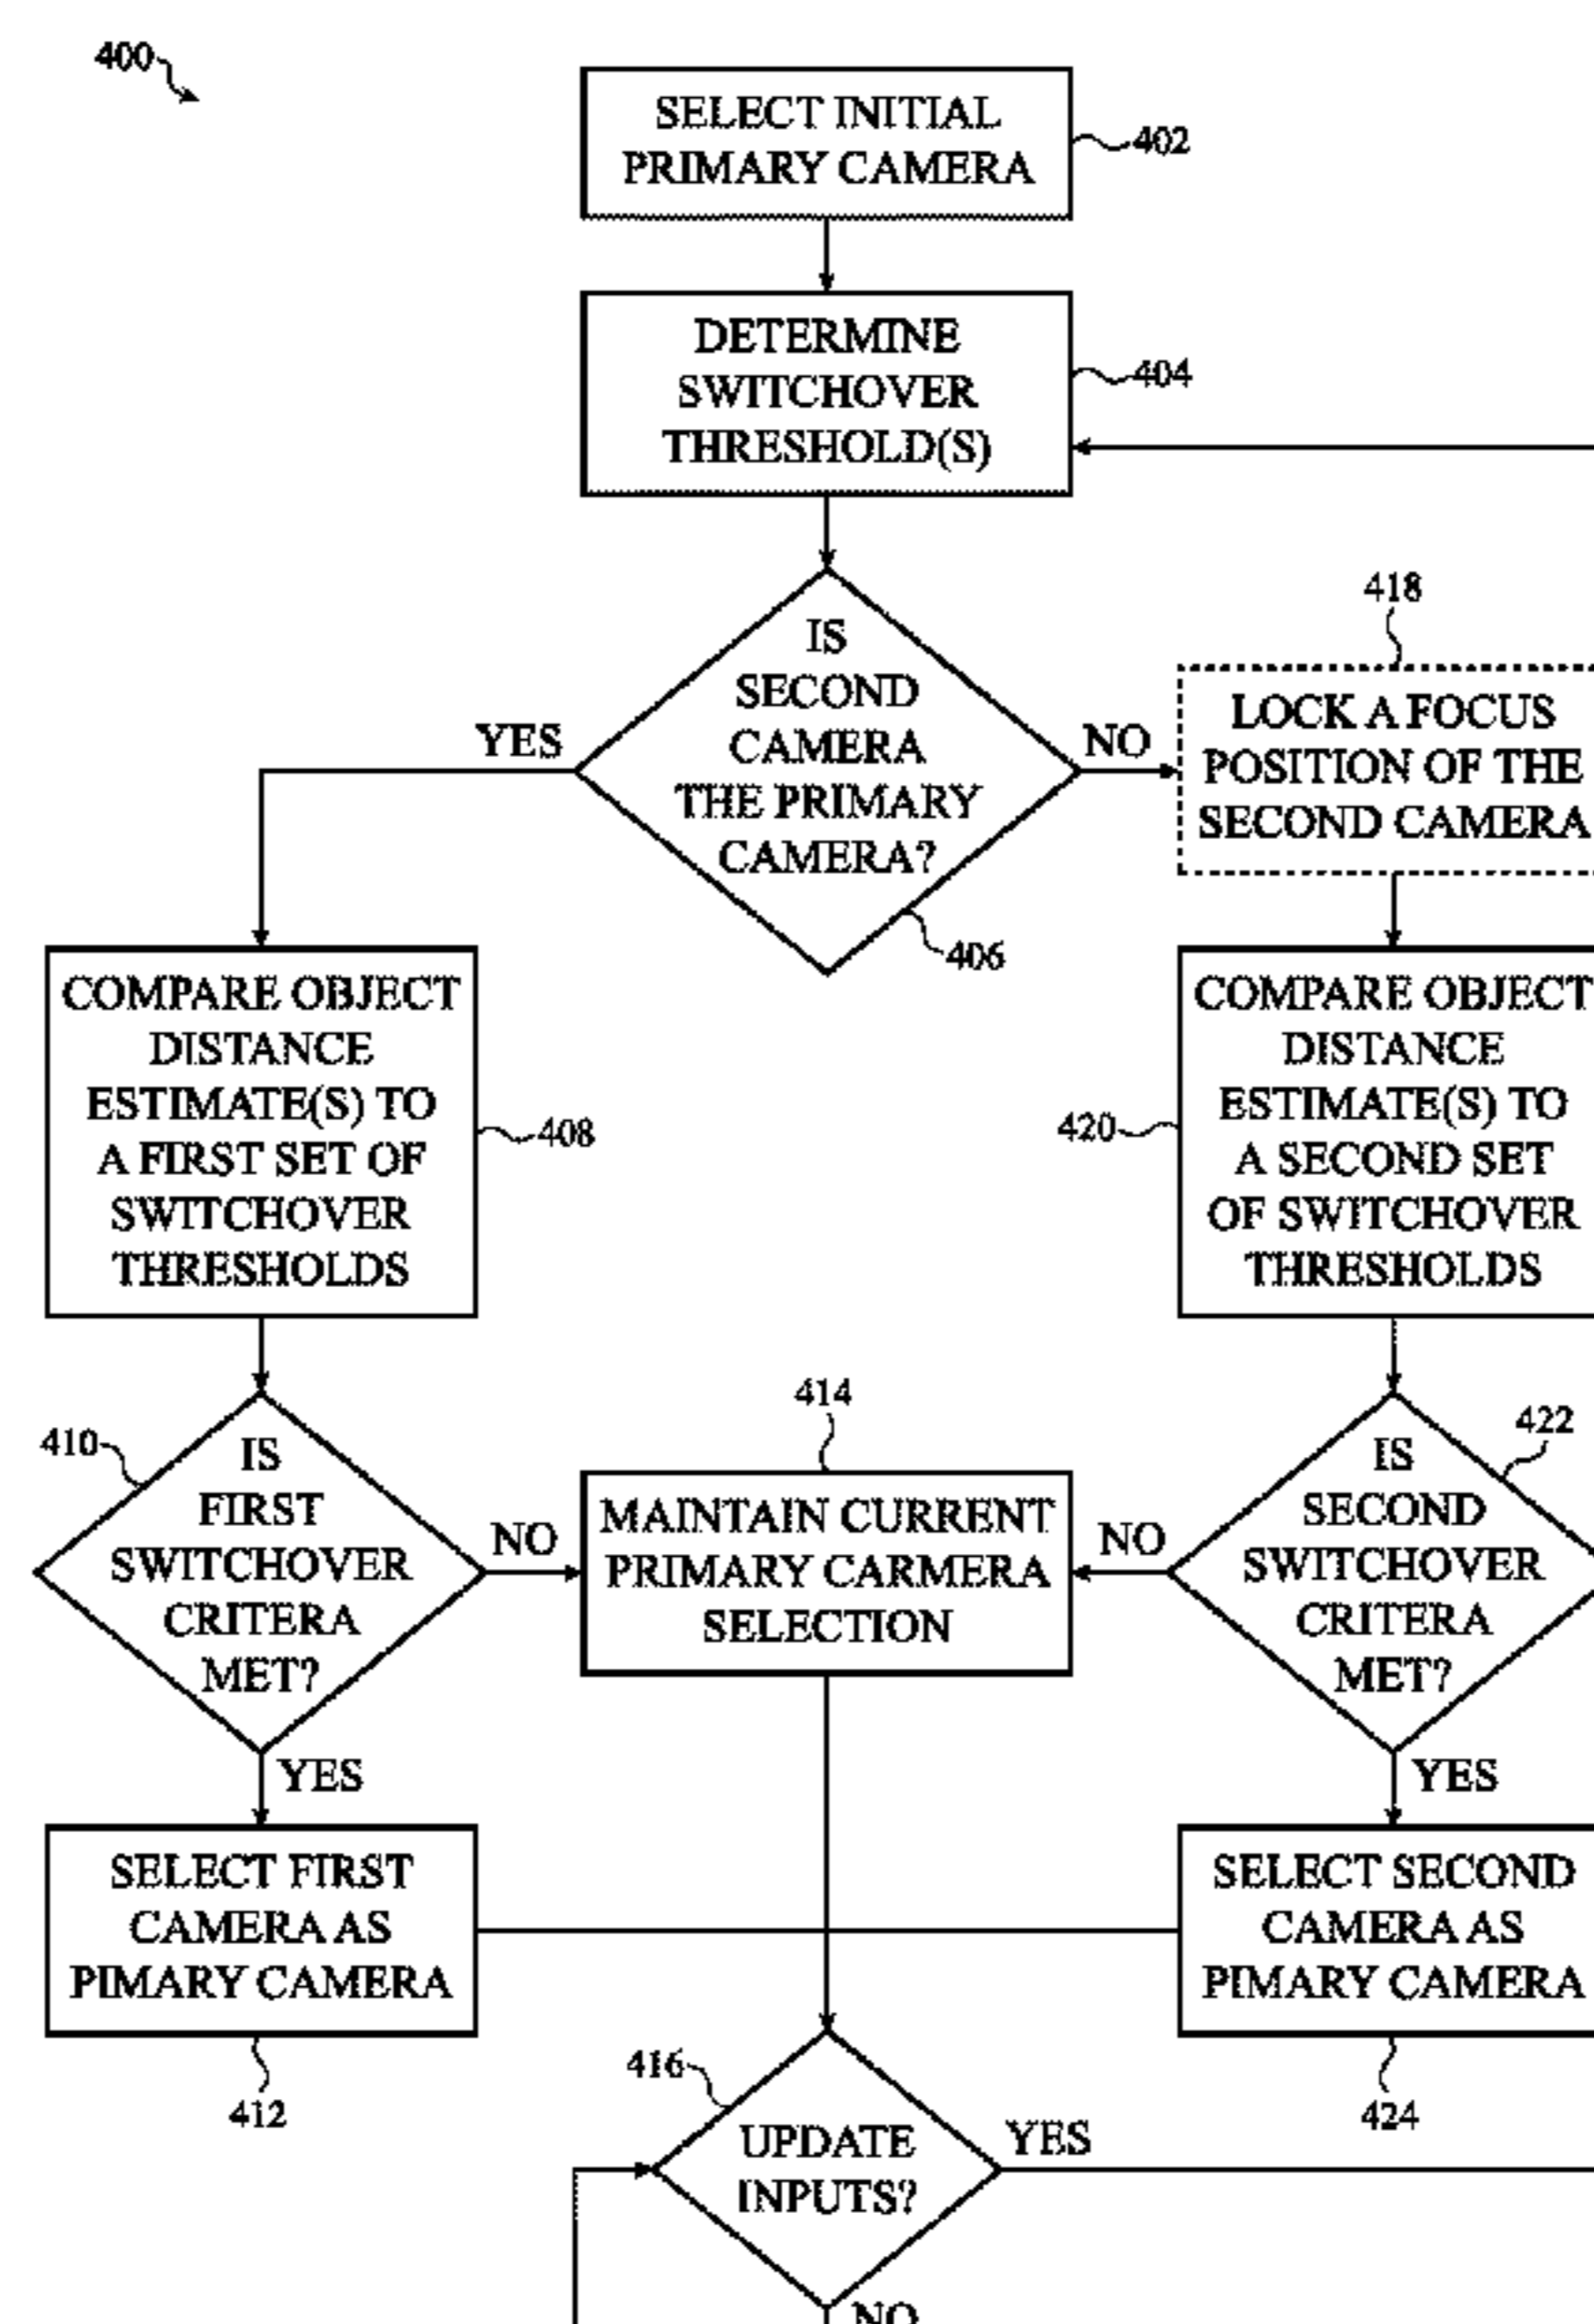 400
SELECT INITIAL
PRIMARY CAMERA
402
DETERMINE
SWITCHOVER
THRESHOLD(S)
404
IS
SECOND
CAMERA
THE PRIMARY
CAMERA?
406
YES
NO
418
LOCK A FOCUS
POSITION OF THE
SECOND CAMERA
COMPARE OBJECT
DISTANCE
ESTIMATE(S) TO
A FIRST SET OF
SWITCHOVER
THRESHOLDS
408
420
COMPARE OBJECT
DISTANCE
ESTIMATE(S) TO
A SECOND SET
OF SWITCHOVER
THRESHOLDS
410
IS
FIRST
SWITCHOVER
CRITERA
MET?
NO
YES
414
MAINTAIN CURRENT
PRIMARY CARMERA
SELECTION
422
IS
SECOND
SWITCHOVER
CRITERA
MET?
NO
YES
SELECT FIRST
CAMERA AS
PIMARY CAMERA
412
SELECT SECOND
CAMERA AS
PIMARY CAMERA
424
416
UPDATE
INPUTS?
YES
NO